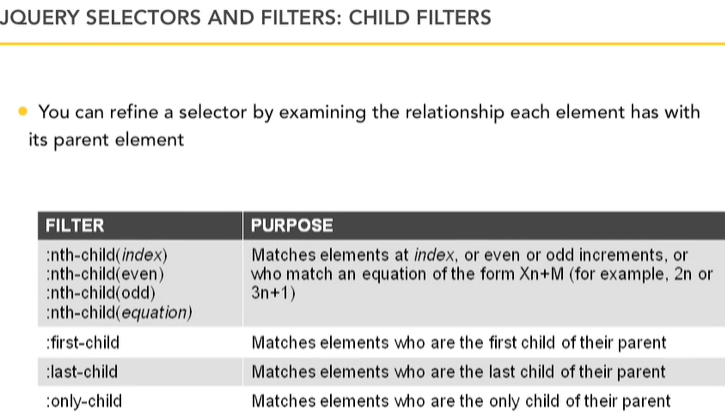 JQUERY SELECTORS AND FILTERS: CHILD FILTERS
You can refine a selector by examining the relationship each element has with
its parent element
FILTER PURPOSE
:nth-child(index) Matches elements at index, or even or odd increments, or
:nth-child(even) who match an equation of the form Xn+M (for example, 2n or
:nth-child(odd) 3n+1)
:nth-child(equation)
:first-child Matches elements who are the first child of their parent
:last-child Matches elements who are the last child of their parent
:only-child Matches elements who are the only child of their parent